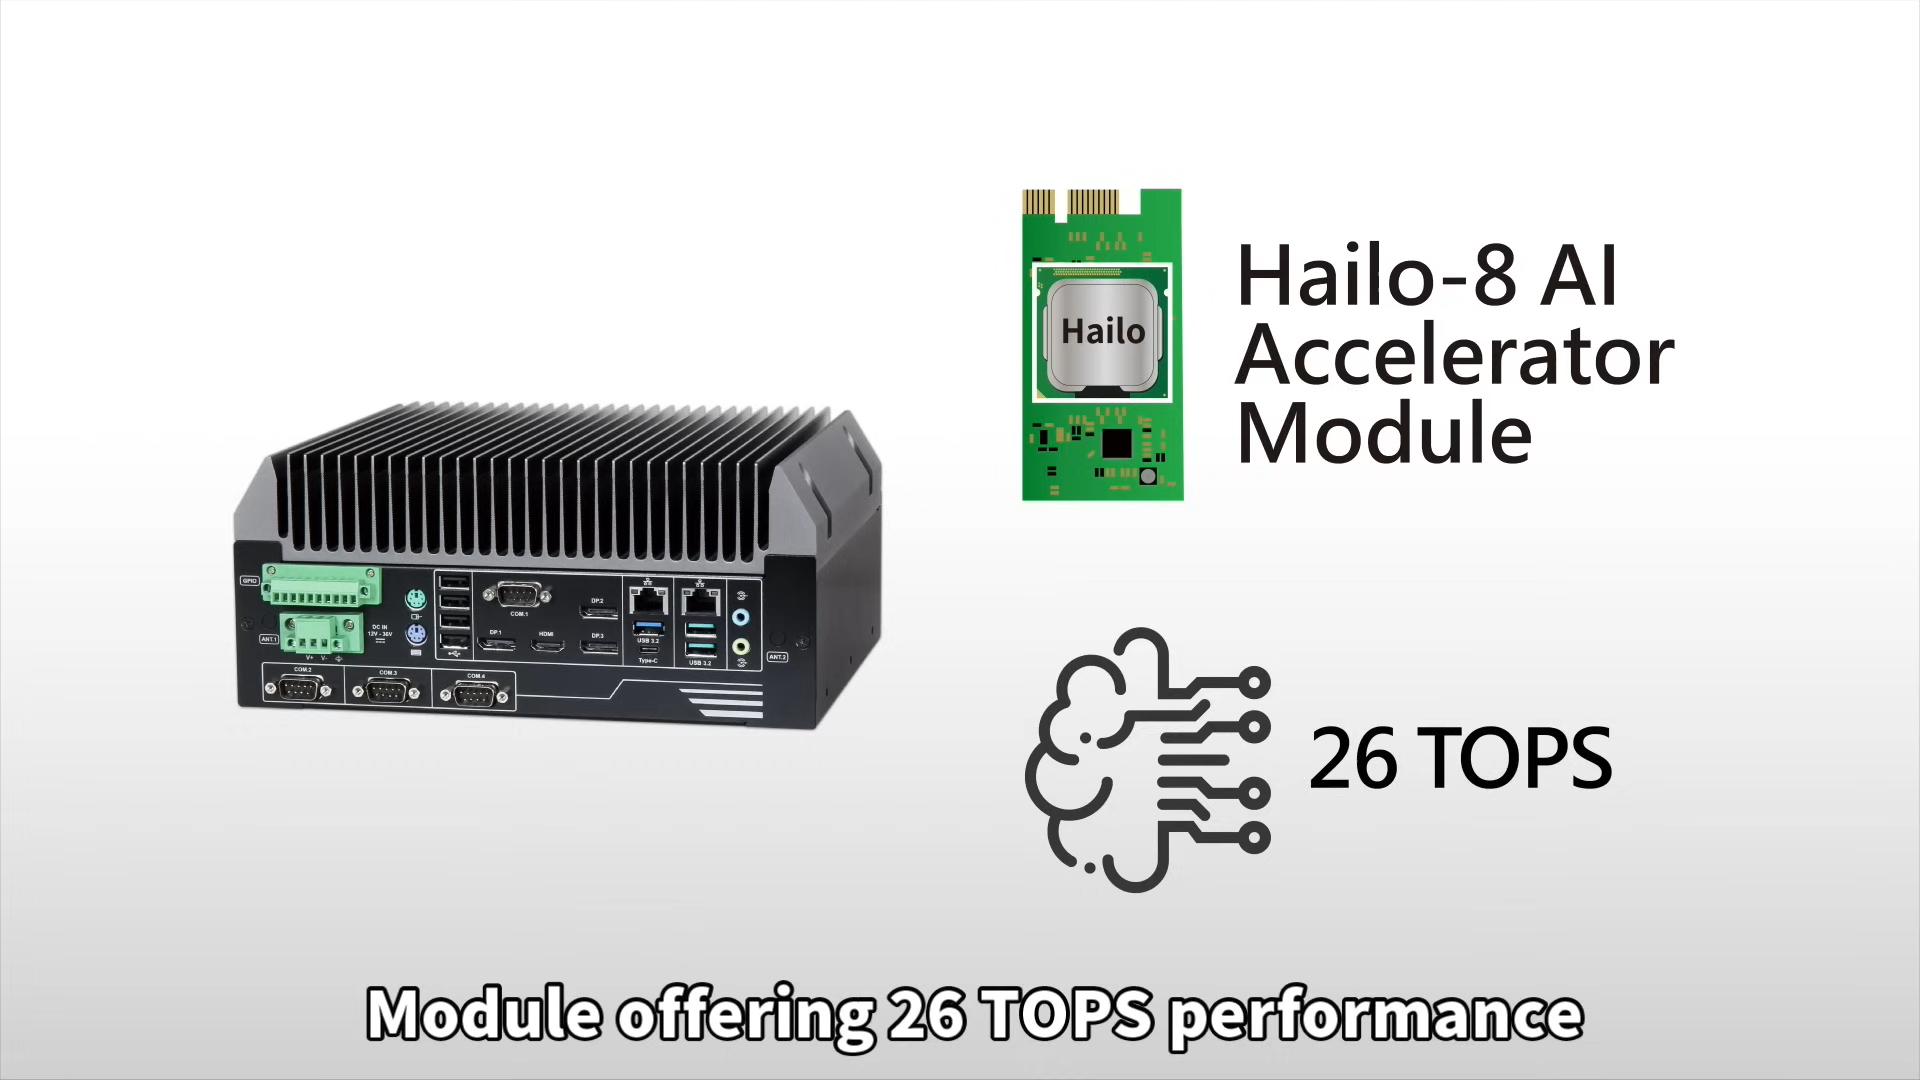 Hailo
Hailo-8 AI
Accelerator
Module
GPIO
ANT.1
DC IN
12V - 36V
V+ V-
COM.1
DP.2
DP.1
HDMI
DP.3
USB 3.2
Type-C
USB 3.2
ANT.2
COM.2
COM.3
COM.4
26 TOPS
Module offering 26 TOPS performance